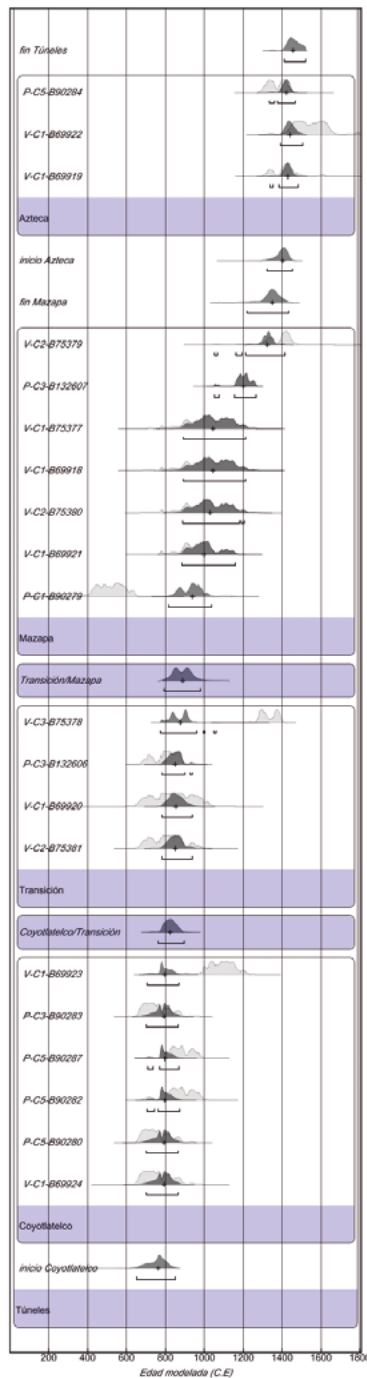 fin Túneles
P-C5-B90284
V-C1-B69922
V-C1-B69919
Azteca
inicio Azteca
fin Mazapa
V-C2-B75379
P-C3-B132607
V-C1-B75377
V-C1-B69918
V-C2-B75380
V-C1-B69921
P-C1-B90279
Mazapa
Transición/Mazapa
V-C3-B75378
P-C3-B132606
V-C1-B69920
V-C2-B75381
Transición
Coyotlatelco/Transición
V-C1-B69923
P-C3-B90283
P-C5-B90287
P-C5-B90282
P-C5-B90280
V-C1-B69924
Coyotlatelco
inicio Coyotlatelco
Túneles
200 400 600 800 1000 1200 1400 1600 1800
Edad modelada (C.E)